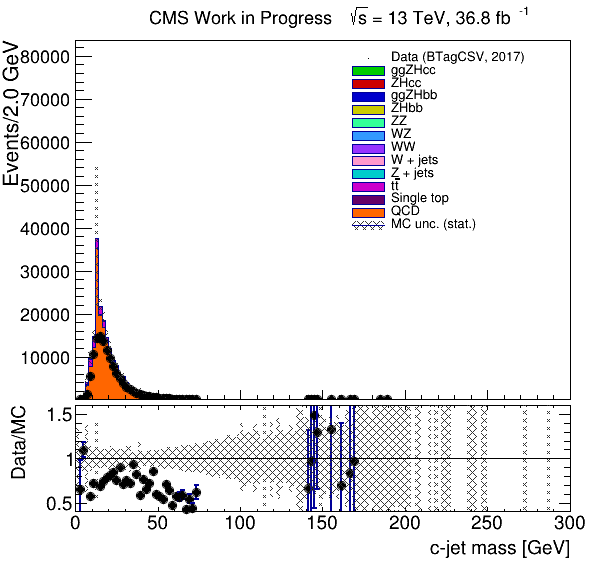 CMS Work in Progress √s = 13 TeV, 36.8 fb⁻¹
Events/2.0 GeV
80000
70000
60000
50000
40000
30000
20000
10000
Data (BTagCSV, 2017)
ggZHcc
ZHcc
ggZHbb
ZHbb
ZZ
WZ
WW
W + jets
Z + jets
tt̅
Single top
QCD
MC unc. (stat.)
Data/MC
1.5
1
0.5
0 50 100 150 200 250 300
c-jet mass [GeV]